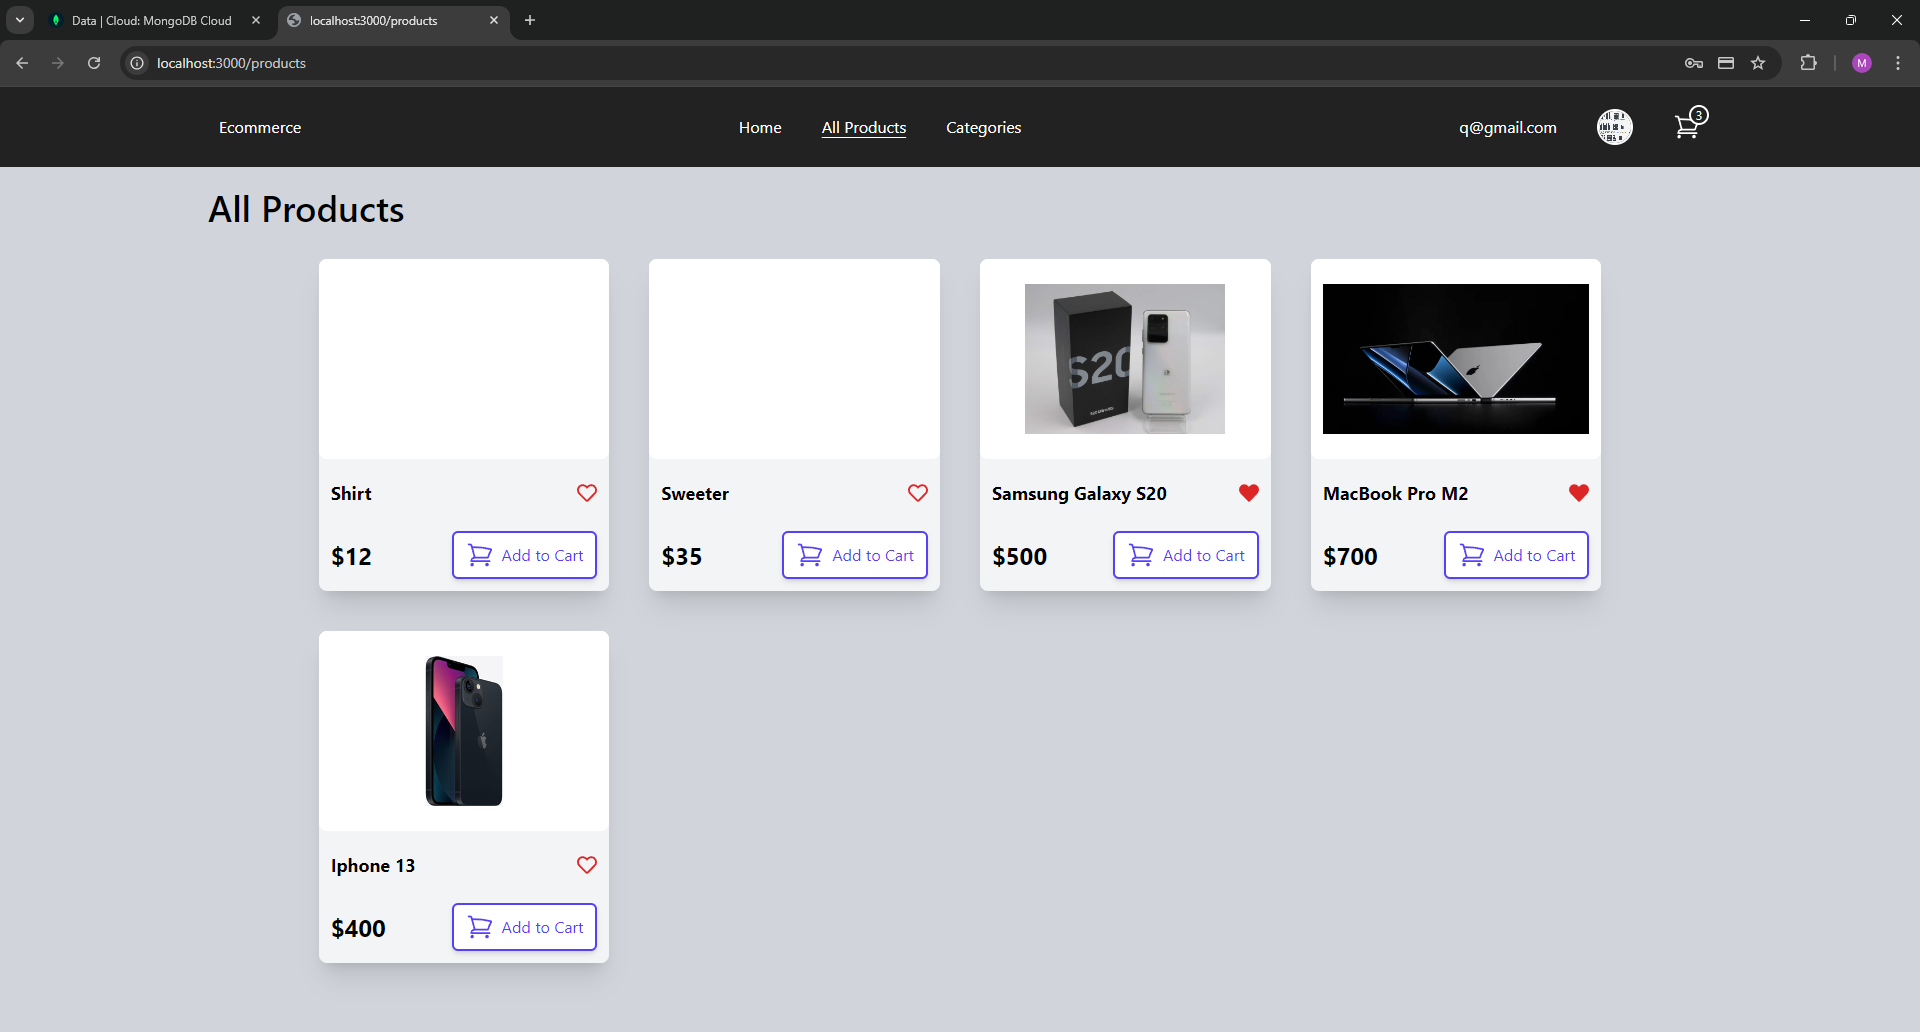 Data | Cloud: MongoDB Cloud
localhost:3000/products
localhost:3000/products
M
Ecommerce
Home
All Products
Categories
q@gmail.com
3
All Products
S20
Shirt
Sweeter
Samsung Galaxy S20
MacBook Pro M2
$12
Add to Cart
$35
Add to Cart
$500
Add to Cart
$700
Add to Cart
Iphone 13
$400
Add to Cart